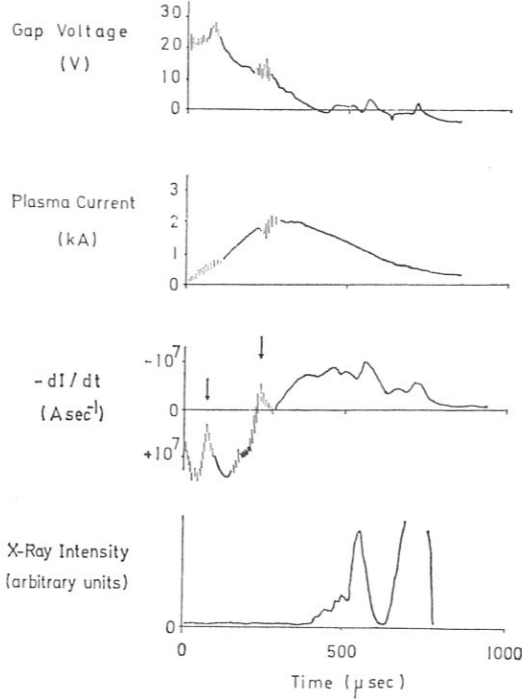 Gap Voltage
(V)
30
20
10
0
Plasma Current
(kA)
3
2
1
0
-dI/dt
(A sec⁻¹)
-10⁷
0
+10⁷
X-Ray Intensity
(arbitrary units)
0
0 500 1000
Time (μsec)